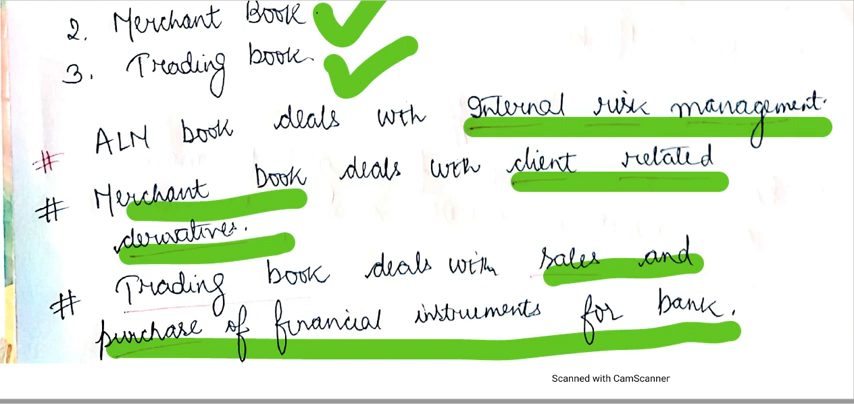 2. Merchant Book
3. Trading book.
# ALM book deals with Internal risk management.
# Merchant book deals with client related
derivatives.
# Trading book deals with sales and
purchase of financial instruments for bank.
Scanned with CamScanner